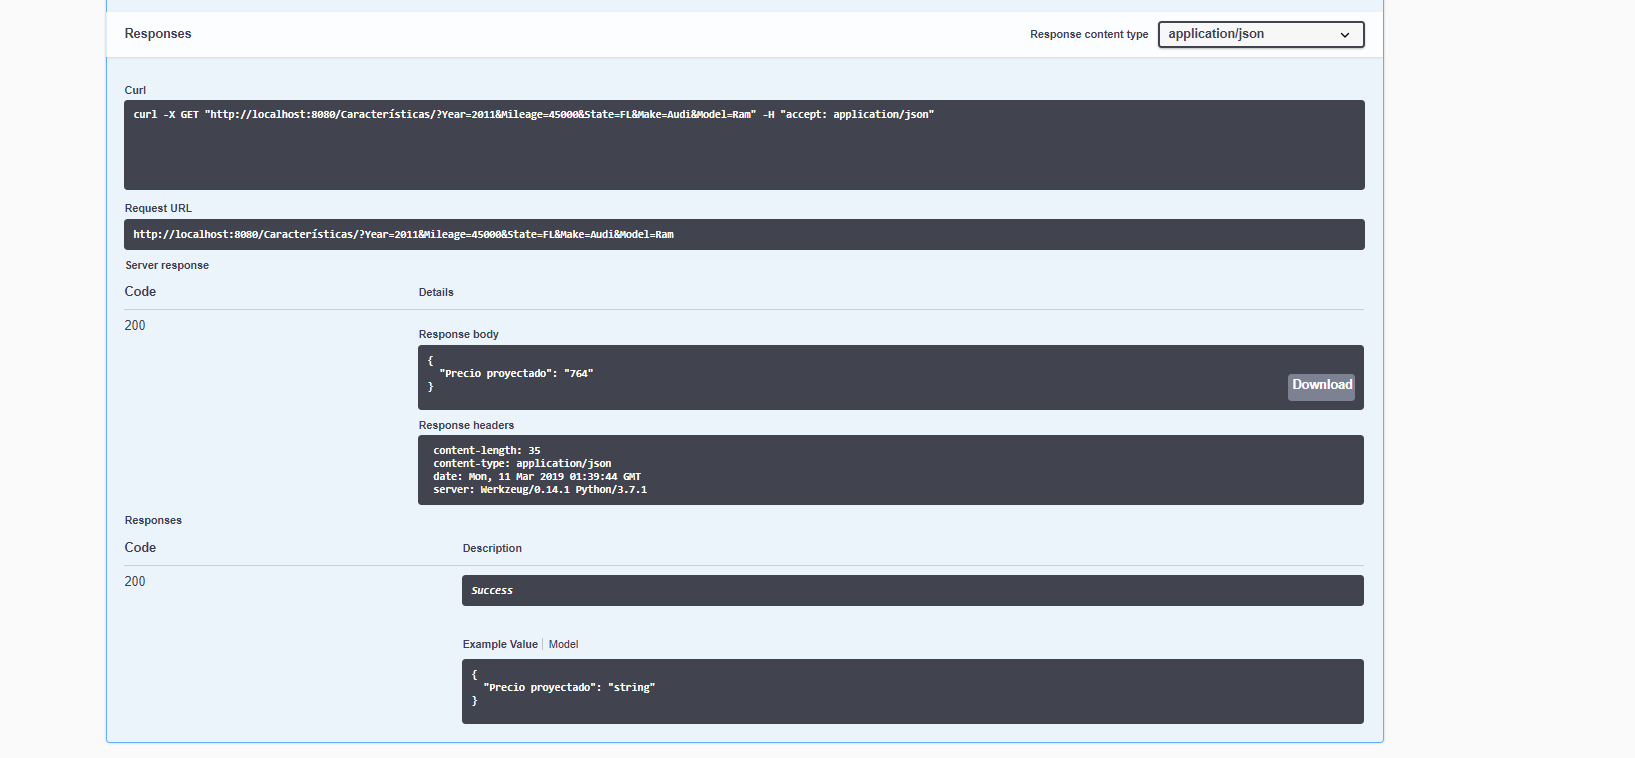 Responses
Response content type
application/json
Curl
curl -X GET "http://localhost:8080/Características/?Year=2011&Mileage=45000&State=FL&Make=Audi&Model=Ram" -H "accept: application/json"
Request URL
http://localhost:8080/Características/?Year=2011&Mileage=45000&State=FL&Make=Audi&Model=Ram
Server response
Code Details
200
Response body
{
"Precio proyectado": "764"
}
Download
Response headers
content-length: 35
content-type: application/json
date: Mon, 11 Mar 2019 01:39:44 GMT
server: Werkzeug/0.14.1 Python/3.7.1
Responses
Code Description
200
Success
Example Value Model
{
"Precio proyectado": "string"
}